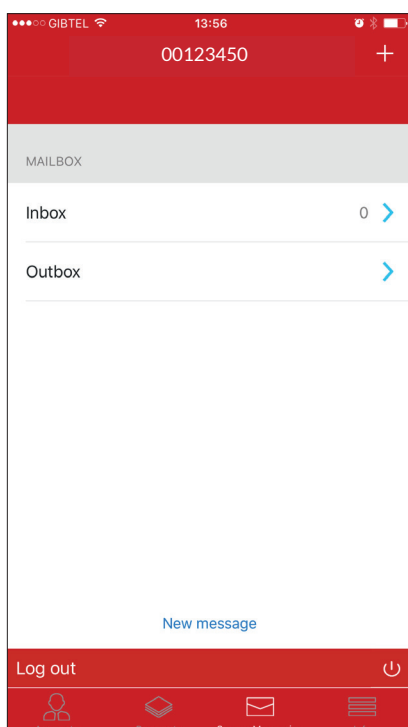 GIBTEL 13:56
00123450 +
MAILBOX
Inbox 0
Outbox
New message
Log out